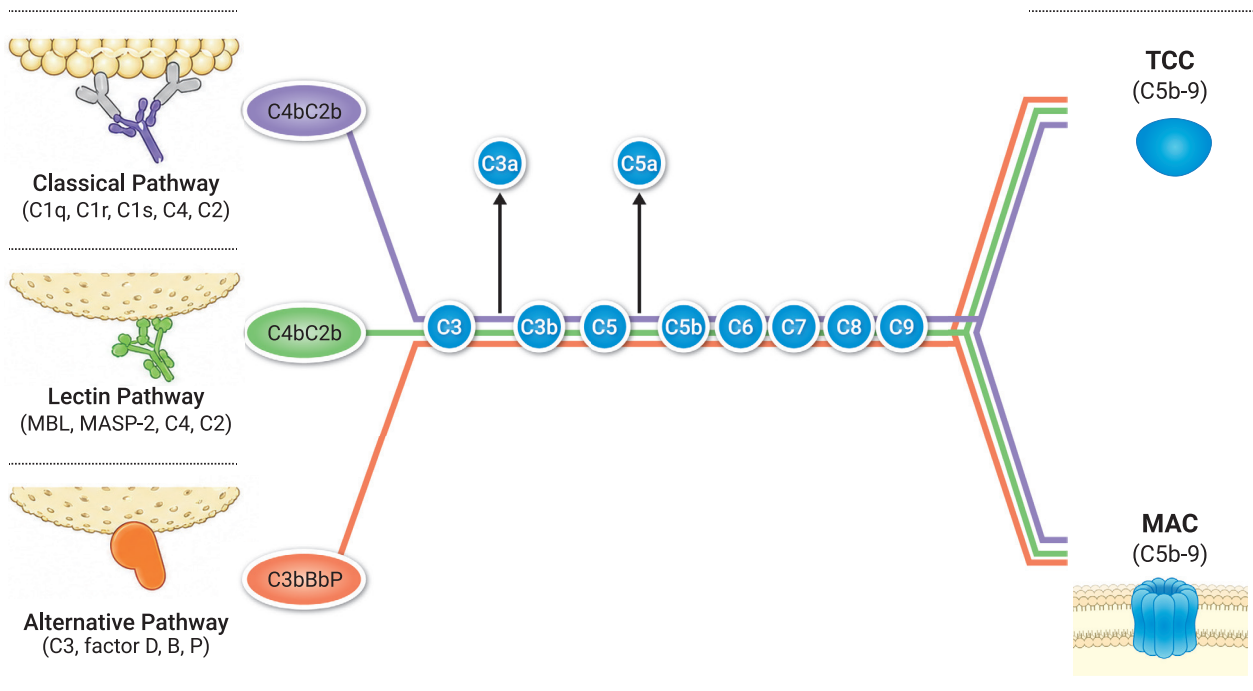 Classical Pathway
(C1q, C1r, C1s, C4, C2)
Lectin Pathway
(MBL, MASP-2, C4, C2)
Alternative Pathway
(C3, factor D, B, P)
C4bC2b
C4bC2b
C3bBbP
C3a
C5a
C3
C3b
C5
C5b
C6
C7
C8
C9
TCC
(C5b-9)
MAC
(C5b-9)